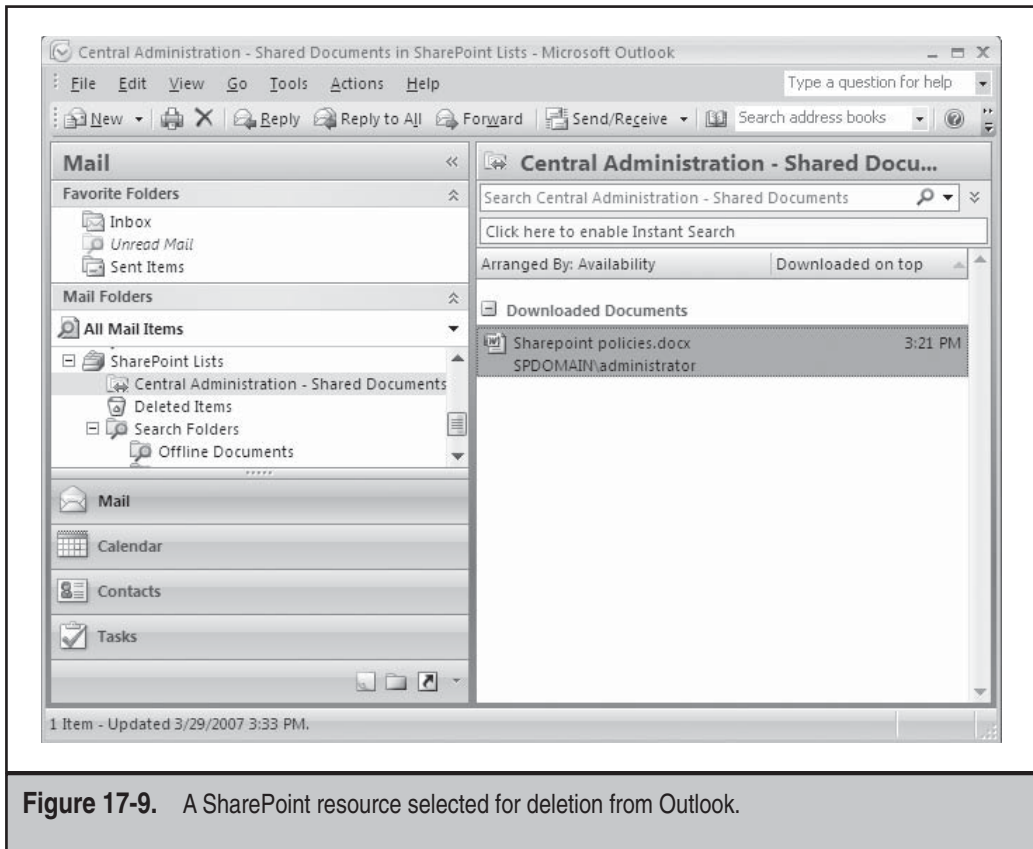 Central Administration - Shared Documents in SharePoint Lists - Microsoft Outlook
File Edit View Go Tools Actions Help
Type a question for help
New Reply Reply to All Forward Send/Receive Search address books
Mail
Favorite Folders
Inbox
Unread Mail
Sent Items
Mail Folders
All Mail Items
SharePoint Lists
Central Administration - Shared Documents
Deleted Items
Search Folders
Offline Documents
Mail
Calendar
Contacts
Tasks
Central Administration - Shared Docu...
Search Central Administration - Shared Documents
Click here to enable Instant Search
Arranged By: Availability Downloaded on top
Downloaded Documents
Sharepoint policies.docx 3:21 PM
SPDOMAIN\administrator
1 Item - Updated 3/29/2007 3:33 PM.
Figure 17-9. A SharePoint resource selected for deletion from Outlook.